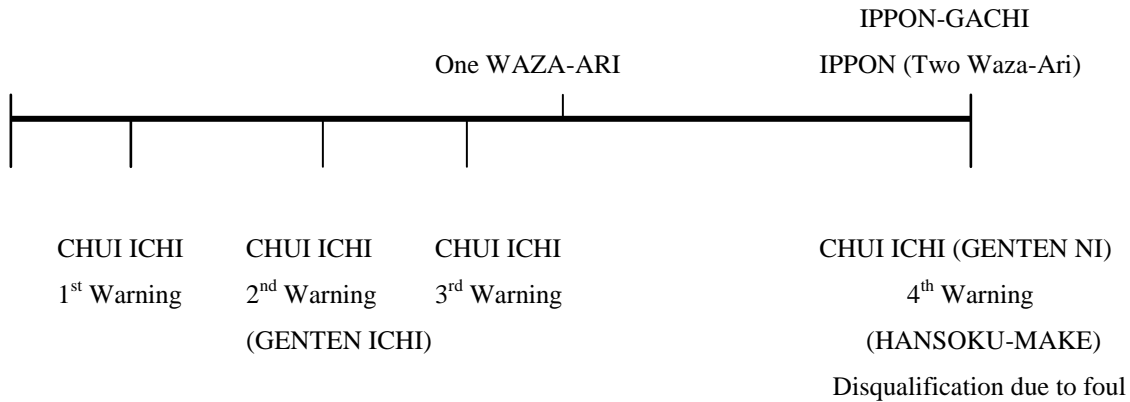 IPPON-GACHI
One WAZA-ARI IPPON (Two Waza-Ari)
CHUI ICHI CHUI ICHI CHUI ICHI CHUI ICHI (GENTEN NI)
1st Warning 2nd Warning 3rd Warning 4th Warning
(GENTEN ICHI) (HANSOKU-MAKE)
Disqualification due to foul